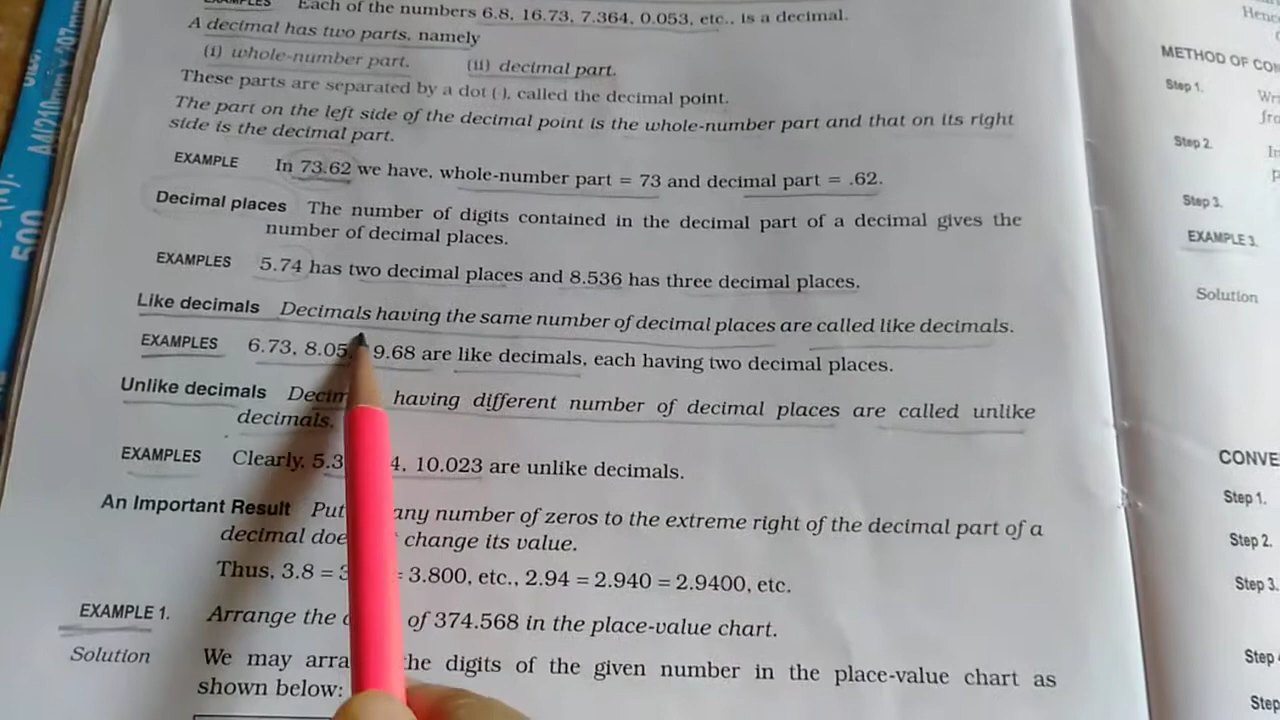 Each of the numbers 6.8, 16.73, 7.364, 0.053, etc., is a decimal.
A decimal has two parts, namely
(i) whole-number part. (ii) decimal part.
These parts are separated by a dot (.), called the decimal point.
The part on the left side of the decimal point is the whole-number part and that on its right
side is the decimal part.
EXAMPLE In 73.62 we have, whole-number part = 73 and decimal part = .62.
Decimal places The number of digits contained in the decimal part of a decimal gives the
number of decimal places.
EXAMPLES 5.74 has two decimal places and 8.536 has three decimal places.
Like decimals Decimals having the same number of decimal places are called like decimals.
EXAMPLES 6.73, 8.05, 9.68 are like decimals, each having two decimal places.
Unlike decimals having different number of decimal places are called unlike
decimals.
EXAMPLES Clearly, 10.023 are unlike decimals.
An Important Result any number of zeros to the extreme right of the decimal part of a
decimal change its value.
Thus, 3.8 = = 3.800, etc., 2.94 = 2.940 = 2.9400, etc.
EXAMPLE 1. Arrange the of 374.568 in the place-value chart.
Solution We may the digits of the given number in the place-value chart as
shown below:
METHOD OF
Step 1.
Step 2.
Step 3.
EXAMPLE 3.
Solution
Step 1.
Step 2.
Step 3.
Step
Step
A4(210mm x 297mm
500